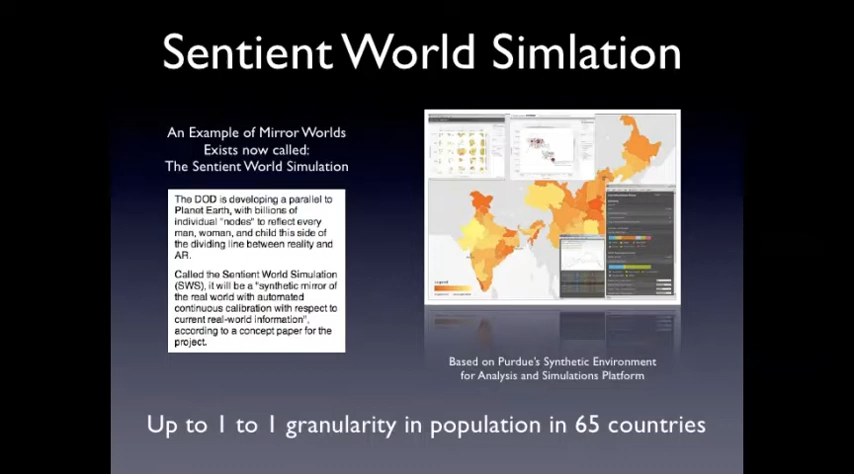 Sentient World Simlation
An Example of Mirror Worlds
Exists now called:
The Sentient World Simulation
The DOD is developing a parallel to
Planet Earth, with billions of
individual "nodes" to reflect every
man, woman, and child this side of
the dividing line between reality and
AR.
Called the Sentient World Simulation
(SWS), it will be a "synthetic mirror of
the real world with automated
continuous calibration with respect to
current real-world information",
according to a concept paper for the
project.
Legend
Based on Purdue's Synthetic Environment
for Analysis and Simulations Platform
Up to 1 to 1 granularity in population in 65 countries